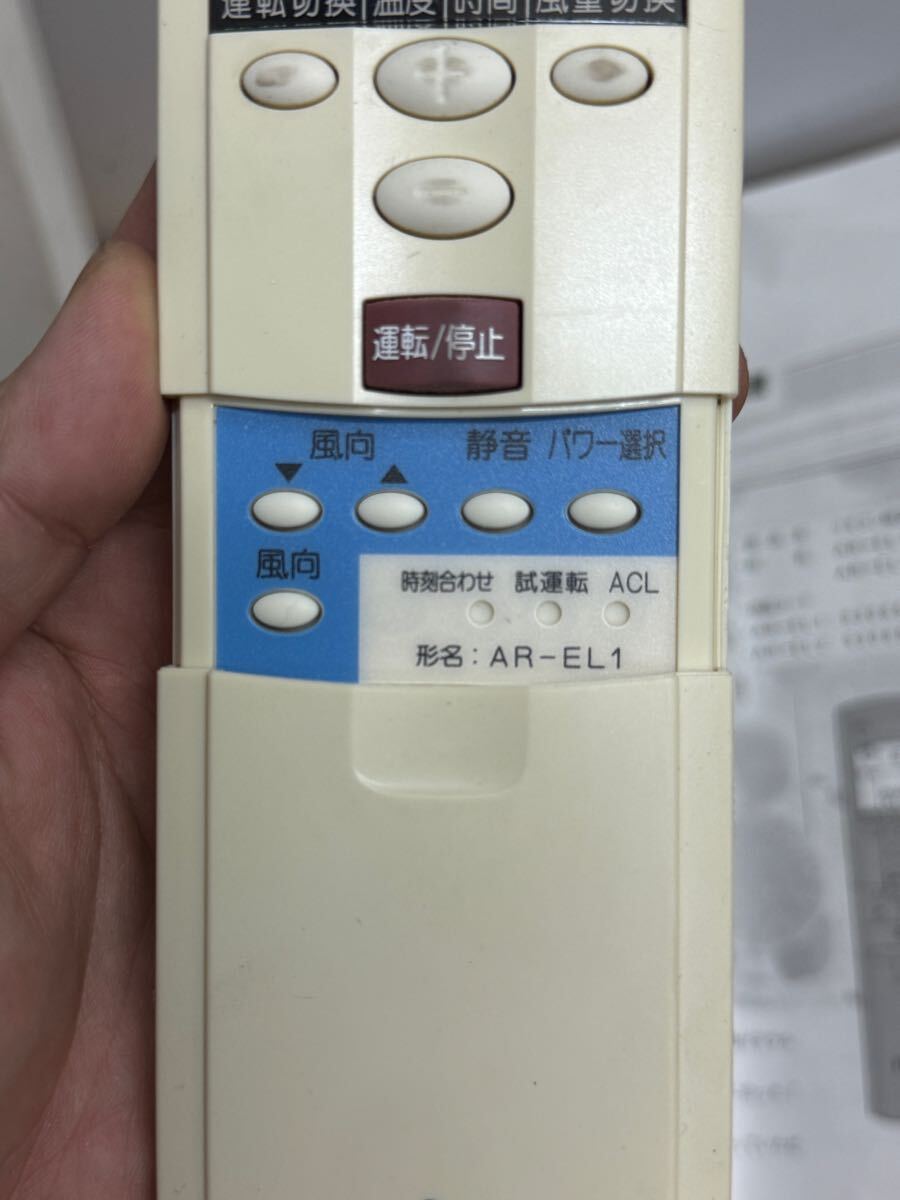 運転切換 温度 時間 風量切換
運転/停止
風向 静音 パワー選択
▼ ▲
風向
時刻合わせ 試運転 ACL
形名：AR-EL1